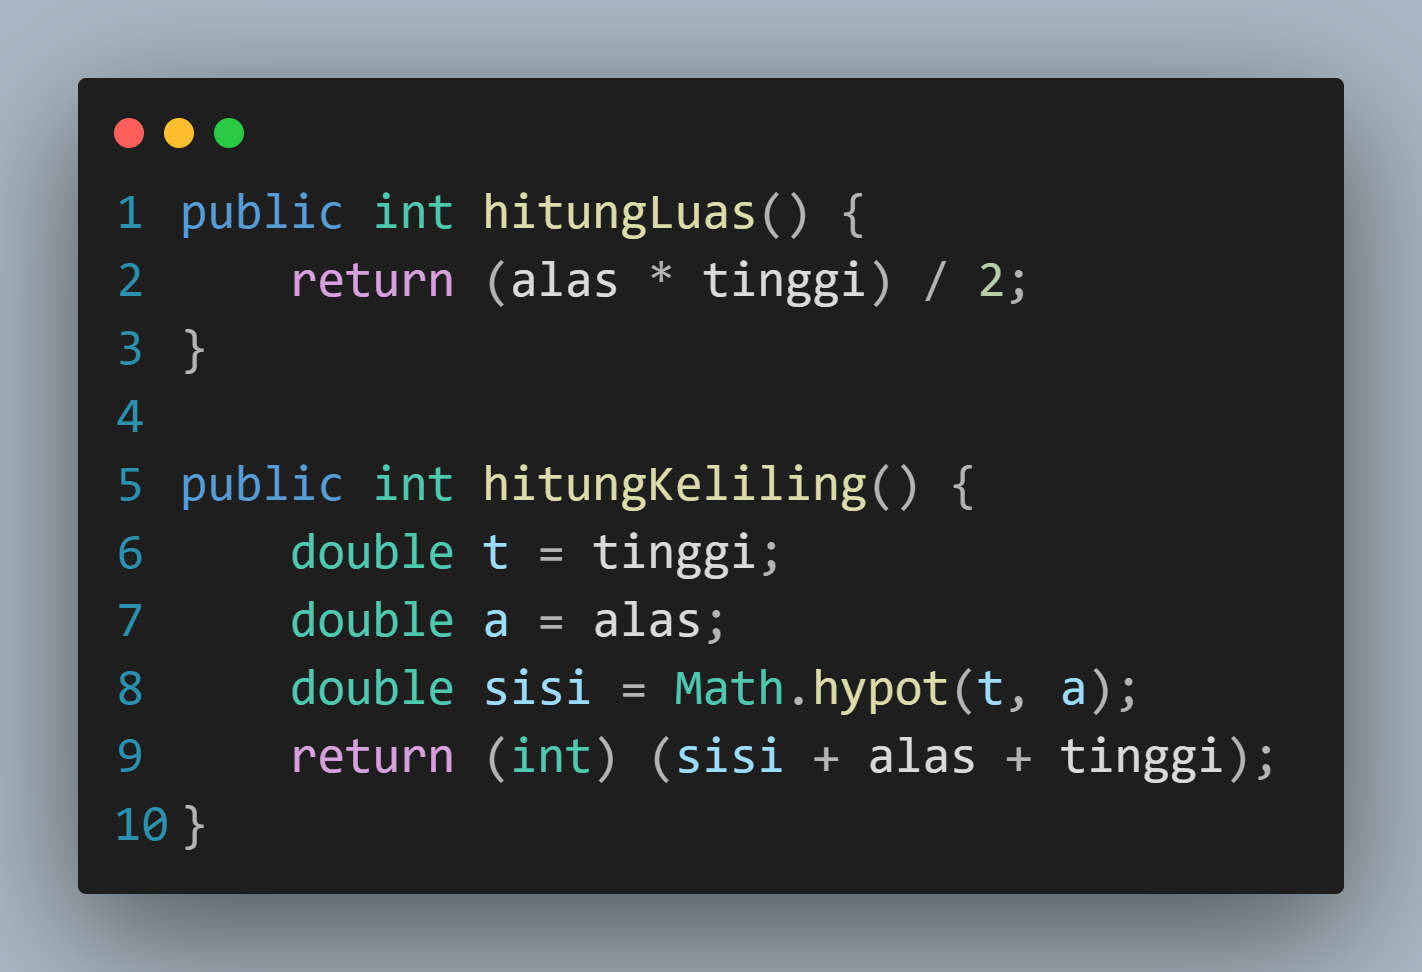 1 public int hitungLuas() {
2     return (alas * tinggi) / 2;
3 }
4
5 public int hitungKeliling() {
6     double t = tinggi;
7     double a = alas;
8     double sisi = Math.hypot(t, a);
9     return (int) (sisi + alas + tinggi);
10 }